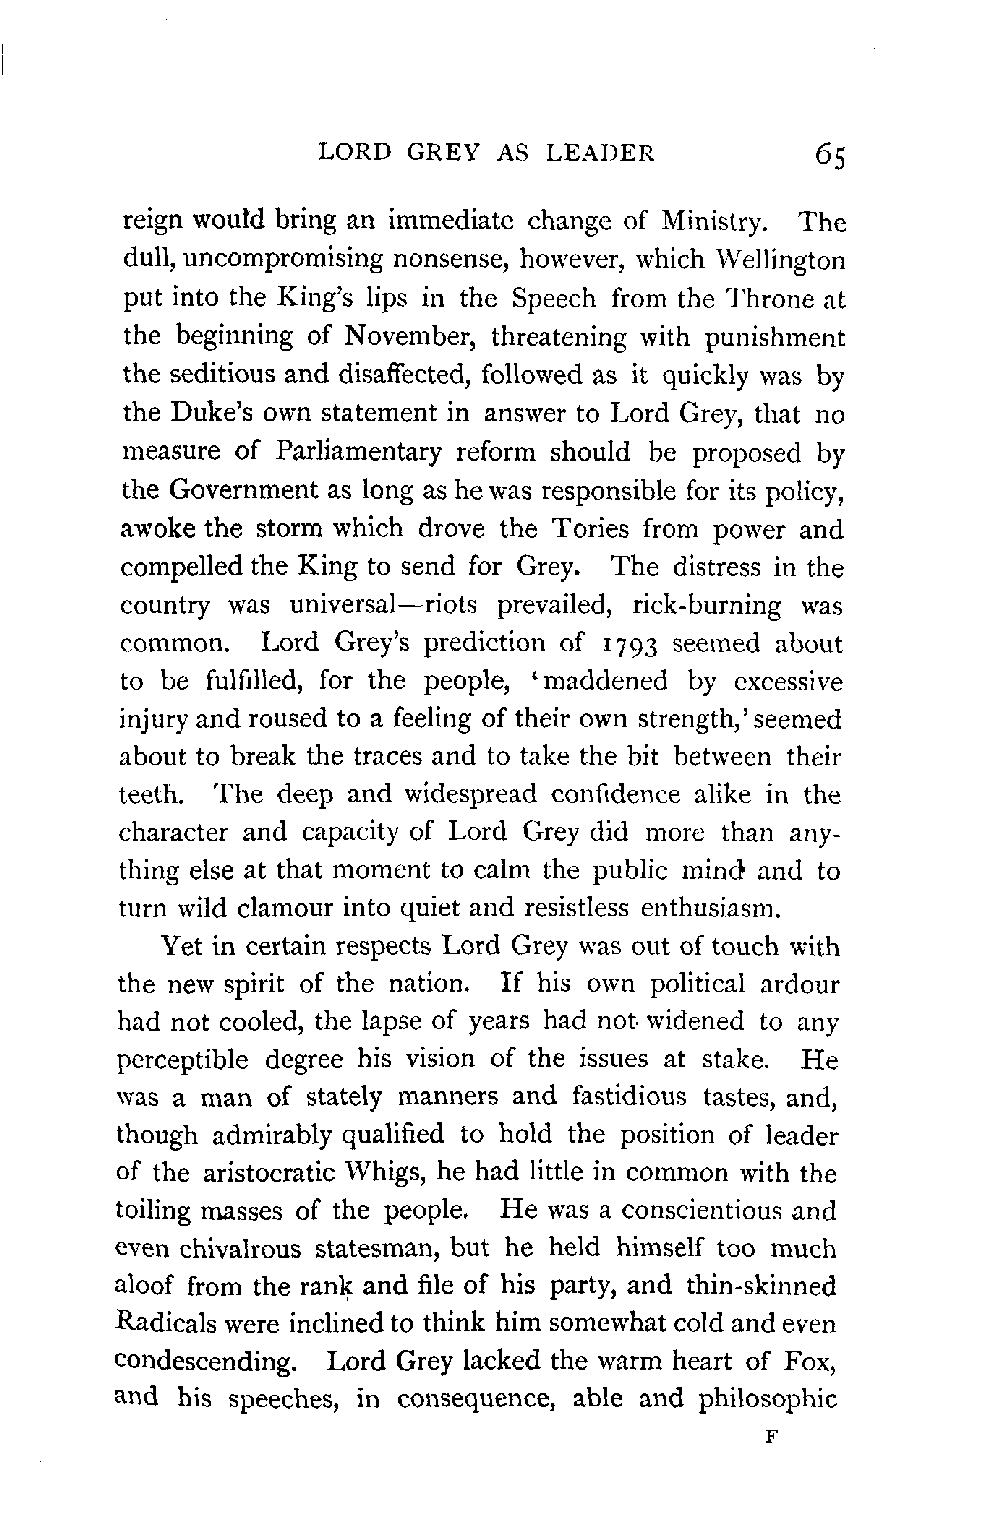 LORD GREY AS LEADER 65
reign would bring an immediate change of Ministry. The
dull, uncompromising nonsense, however, which Wellington
put into the King's lips in the Speech from the Throne at
the beginning of November, threatening with punishment
the seditious and disaffected, followed as it quickly was by
the Duke's own statement in answer to Lord Grey, that no
measure of Parliamentary reform should be proposed by
the Government as long as he was responsible for its policy,
awoke the storm which drove the Tories from power and
compelled the King to send for Grey. The distress in the
country was universal—riots prevailed, rick-burning was
common. Lord Grey's prediction of 1793 seemed about
to be fulfilled, for the people, 'maddened by excessive
injury and roused to a feeling of their own strength,' seemed
about to break the traces and to take the bit between their
teeth. The deep and widespread confidence alike in the
character and capacity of Lord Grey did more than any-
thing else at that moment to calm the public mind and to
turn wild clamour into quiet and resistless enthusiasm.
Yet in certain respects Lord Grey was out of touch with
the new spirit of the nation. If his own political ardour
had not cooled, the lapse of years had not widened to any
perceptible degree his vision of the issues at stake. He
was a man of stately manners and fastidious tastes, and,
though admirably qualified to hold the position of leader
of the aristocratic Whigs, he had little in common with the
toiling masses of the people. He was a conscientious and
even chivalrous statesman, but he held himself too much
aloof from the rank and file of his party, and thin-skinned
Radicals were inclined to think him somewhat cold and even
condescending. Lord Grey lacked the warm heart of Fox,
and his speeches, in consequence, able and philosophic
F